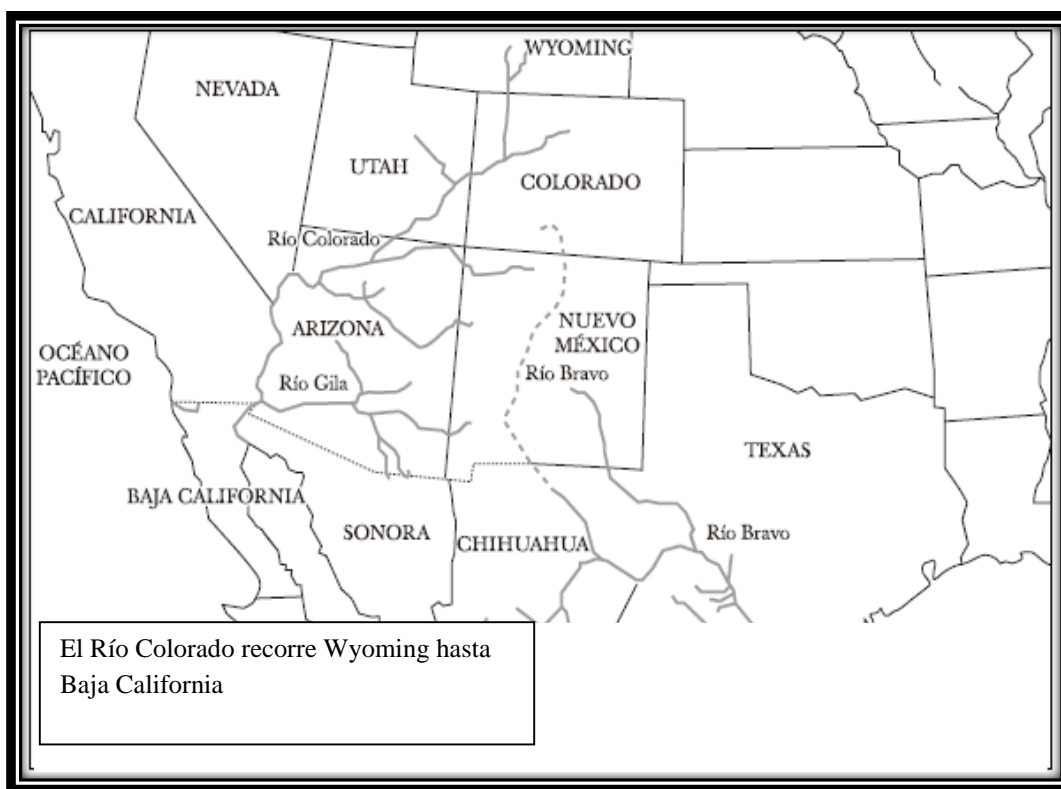 WYOMING
NEVADA
UTAH
COLORADO
CALIFORNIA
Río Colorado
ARIZONA
NUEVO
MÉXICO
OCÉANO
PACÍFICO
Río Gila
Río Bravo
TEXAS
BAJA CALIFORNIA
SONORA
CHIHUAHUA
Río Bravo
El Río Colorado recorre Wyoming hasta
Baja California